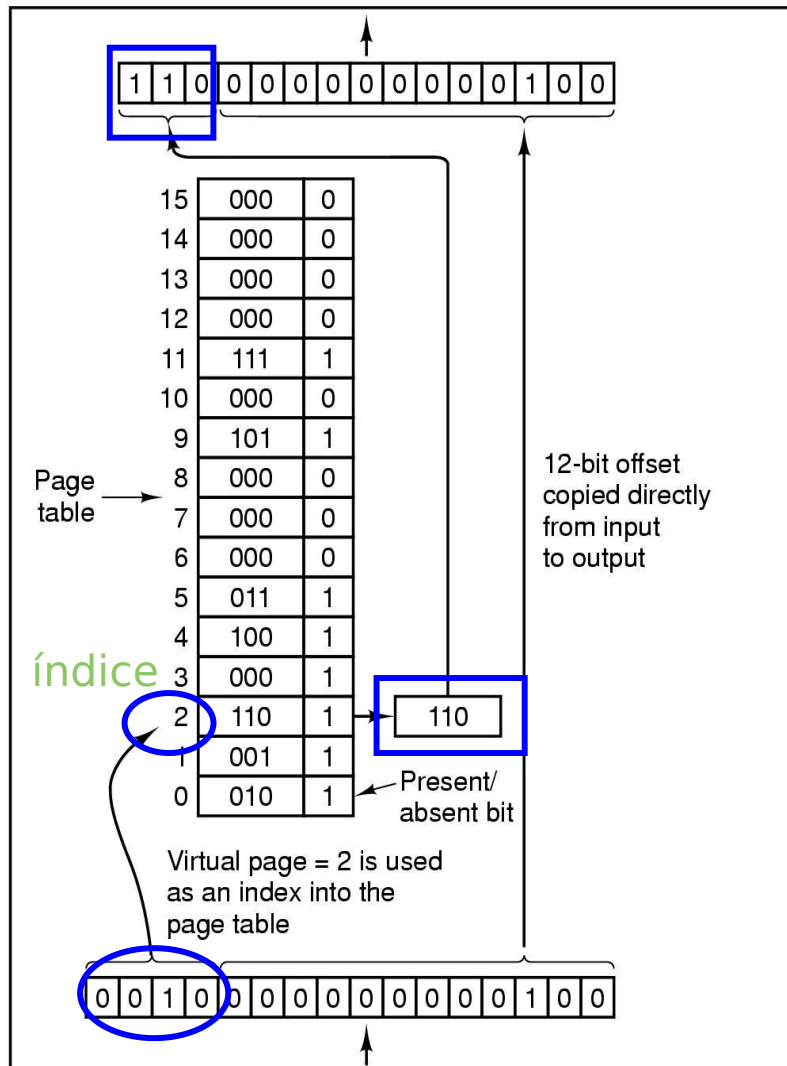 1 1 0 0 0 0 0 0 0 0 0 0 1 0 0
15 000 0
14 000 0
13 000 0
12 000 0
11 111 1
10 000 0
9 101 1
8 000 0
7 000 0
6 000 0
5 011 1
4 100 1
3 000 1
2 110 1
1 001 1
0 010 1
Page
table
índice
110
12-bit offset
copied directly
from input
to output
Present/
absent bit
Virtual page = 2 is used
as an index into the
page table
0 0 1 0 0 0 0 0 0 0 0 0 0 1 0 0